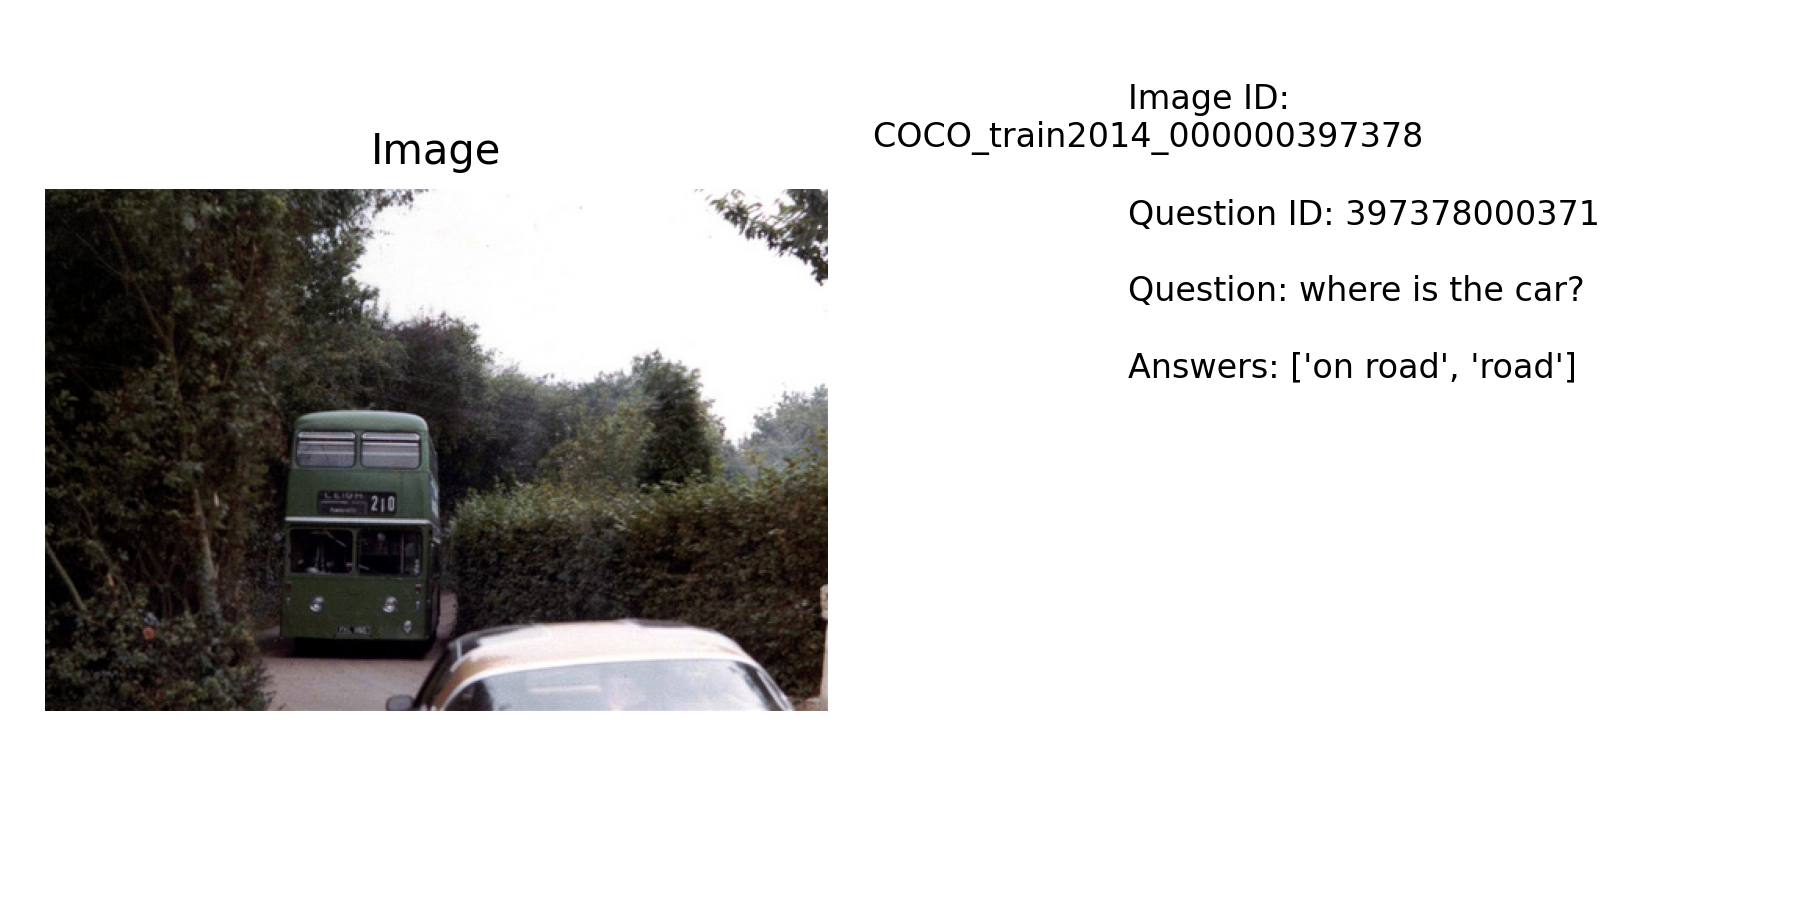 Image
Image ID:
COCO_train2014_000000397378
Question ID: 397378000371
Question: where is the car?
Answers: ['on road', 'road']
LEIGH
210